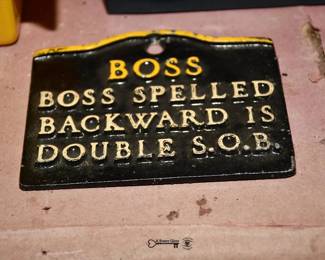 BOSS
BOSS SPELLED
BACKWARD IS
DOUBLE S.O.B.